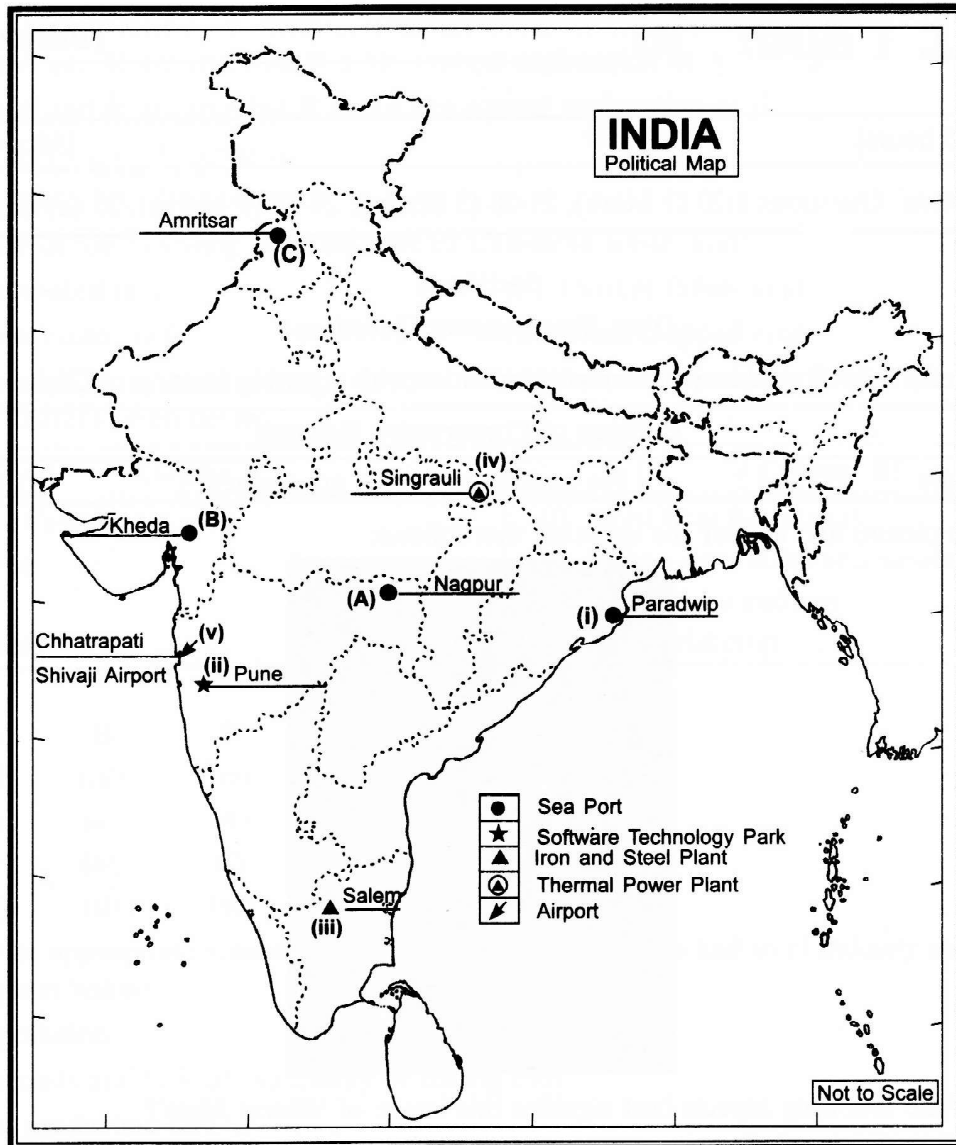 INDIA
Political Map
Amritsar
(C)
(iv)
Singrauli
(B)
Kheda
(A)
Nagpur
(i)
Paradwip
Chhatrapati
(v)
Shivaji Airport
(ii)
Pune
Sea Port
Software Technology Park
Iron and Steel Plant
Thermal Power Plant
Airport
Salem
(iii)
Not to Scale